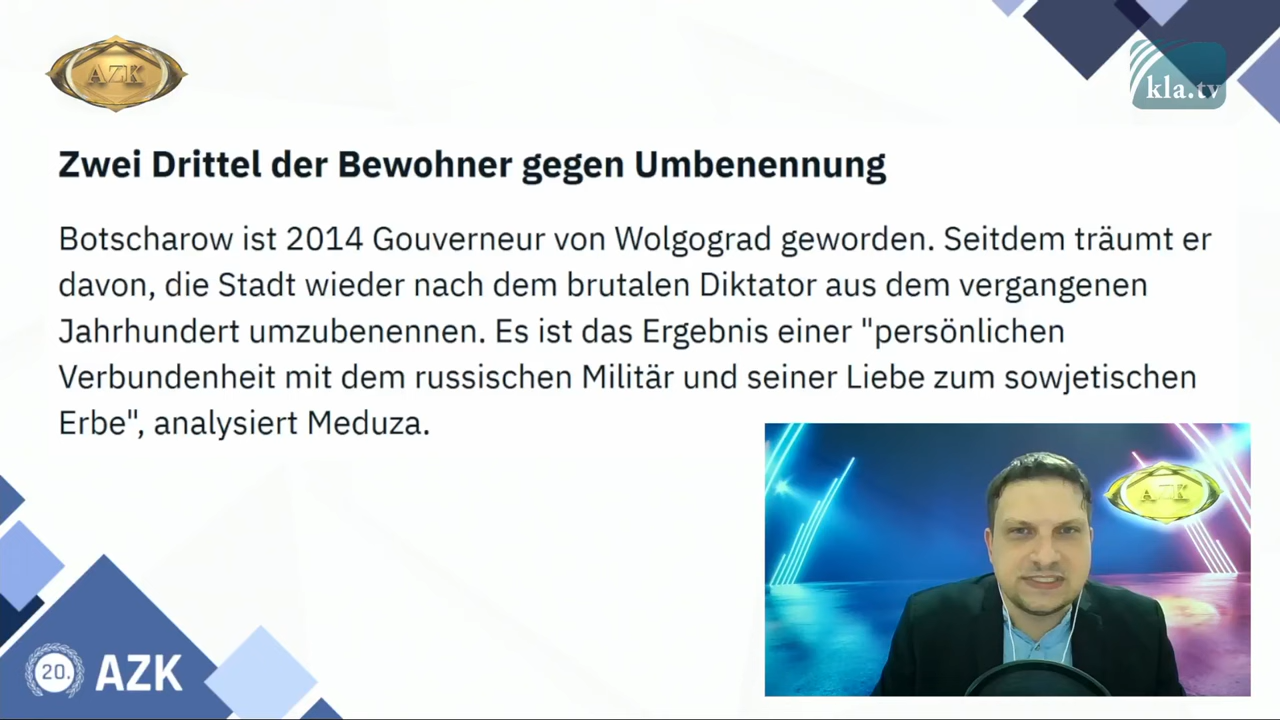 AZK
kla.tv
Zwei Drittel der Bewohner gegen Umbenennung
Botscharow ist 2014 Gouverneur von Wolgograd geworden. Seitdem träumt er
davon, die Stadt wieder nach dem brutalen Diktator aus dem vergangenen
Jahrhundert umzubenennen. Es ist das Ergebnis einer "persönlichen
Verbundenheit mit dem russischen Militär und seiner Liebe zum sowjetischen
Erbe", analysiert Meduza.
AZK
20. AZK